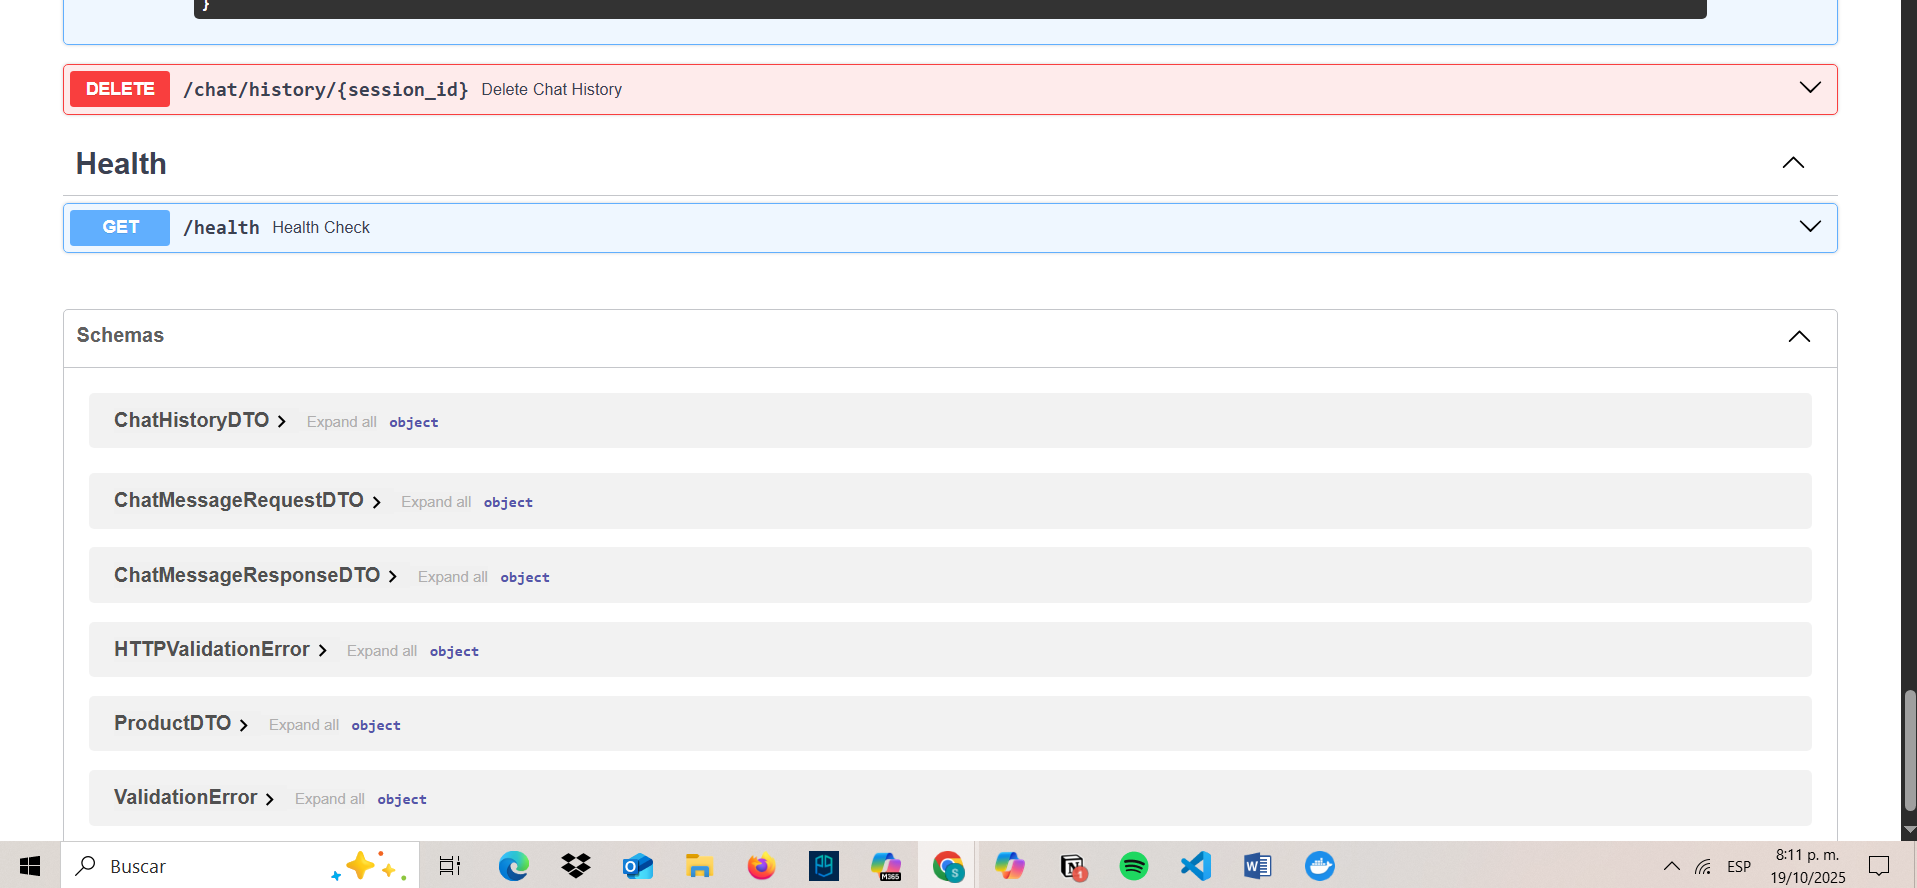 }
DELETE /chat/history/{session_id} Delete Chat History
Health
GET /health Health Check
Schemas
ChatHistoryDTO Expand all object
ChatMessageRequestDTO Expand all object
ChatMessageResponseDTO Expand all object
HTTPValidationError Expand all object
ProductDTO Expand all object
ValidationError Expand all object
Buscar
M365
S
1
ESP
8:11 p. m.
19/10/2025